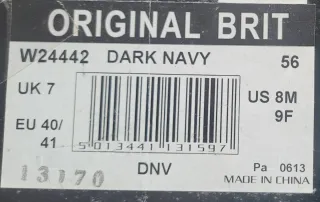 ORIGINAL BRIT
W24442 DARK NAVY 56
UK 7
US 8M
9F
EU 40/
41
5 013441 131597
DNV
Pa 0613
MADE IN CHINA
13170